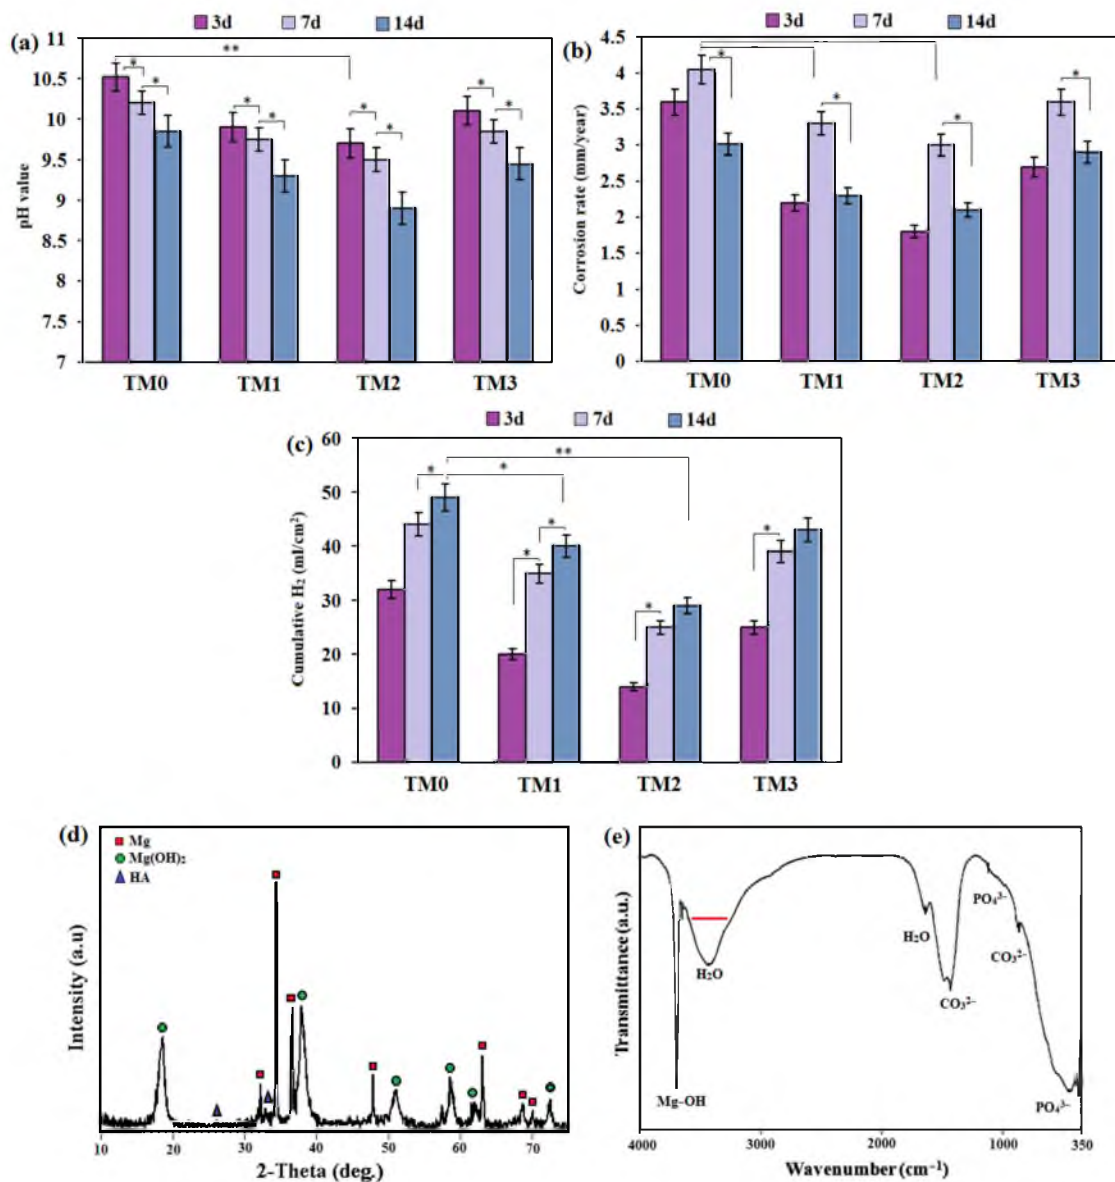 3d 7d 14d
(a)
11
10.5
10
9.5
9
8.5
8
7.5
7
pH value
**
* *
* *
* *
* *
TM0 TM1 TM2 TM3
3d 7d 14d
(b)
4.5
4
3.5
3
2.5
2
1.5
1
0.5
0
Corrosion rate (mm/year)
* * * *
TM0 TM1 TM2 TM3
3d 7d 14d
(c)
60
50
40
30
20
10
0
Cumulative H₂ (ml/cm²)
**
* *
* *
* *
TM0 TM1 TM2 TM3
(d)
Mg
Mg(OH)₂
HA
Intensity (a.u)
10 20 30 40 50 60 70
2-Theta (deg.)
(e)
Transmittance (a.u.)
Mg-OH
H₂O
H₂O
CO₃²⁻
PO₄³⁻
CO₃²⁻
PO₄³⁻
4000 3000 2000 1000 350
Wavenumber (cm⁻¹)